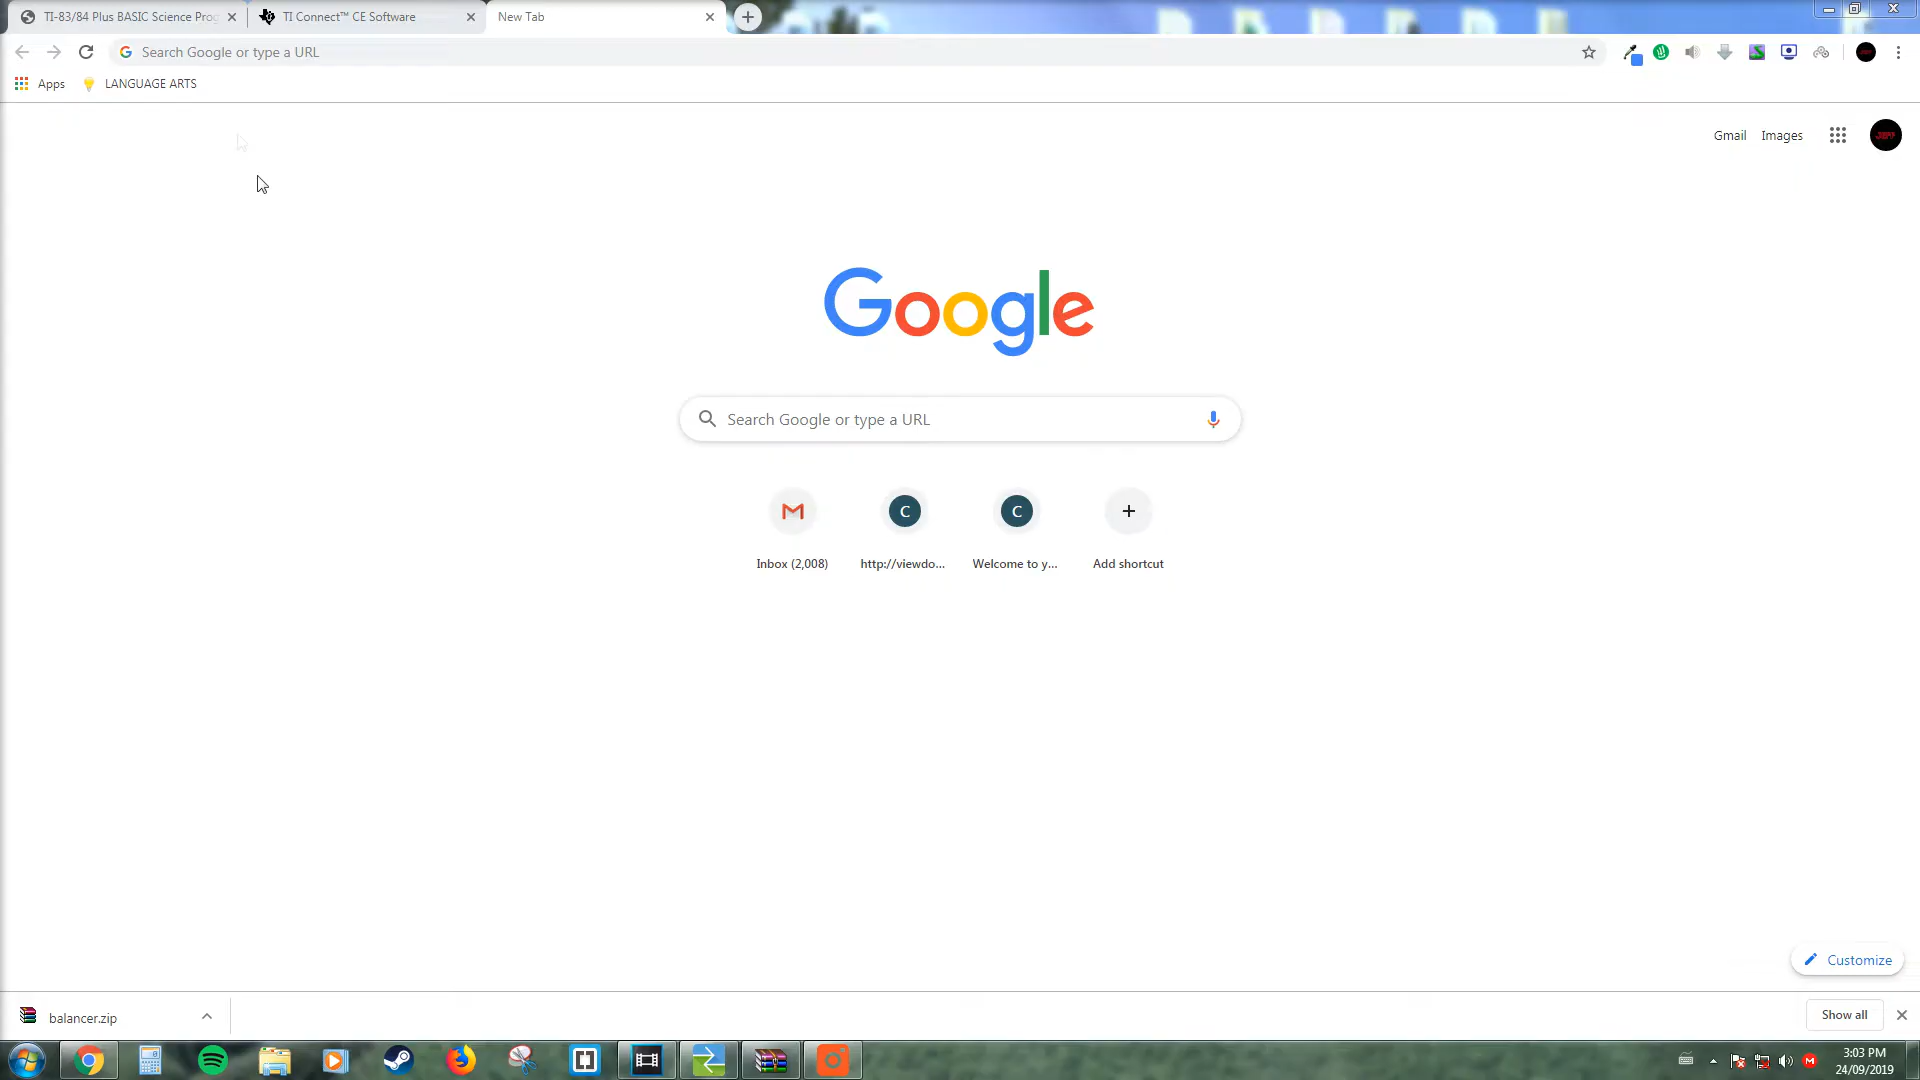 TI-83/84 Plus BASIC Science Prog
TI Connect™ CE Software
New Tab
Search Google or type a URL
Apps
LANGUAGE ARTS
Gmail
Images
Google
Search Google or type a URL
Inbox (2,008)
http://viewdo...
Welcome to y...
Add shortcut
Customize
balancer.zip
Show all
3:03 PM
24/09/2019